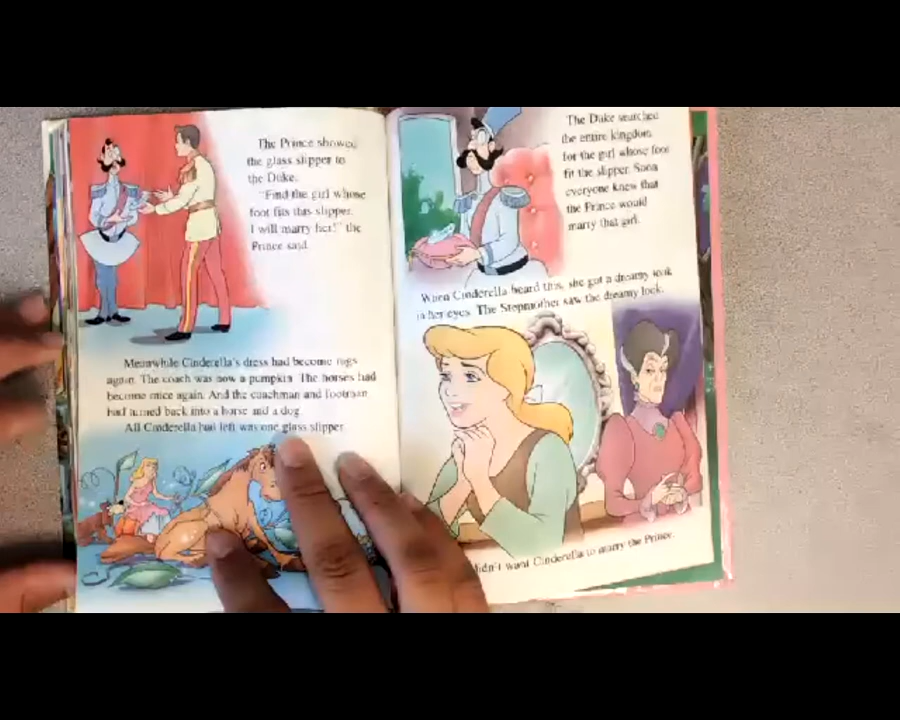 The Prince showed
the glass slipper to
the Duke.
"Find the girl whose
foot fits this slipper.
I will marry her!" the
Prince said.
Meanwhile Cinderella's dress had become rags
again. The coach was now a pumpkin. The horses had
become mice again. And the coachman and footman
had turned back into a horse and a dog.
All Cinderella had left was one glass slipper.
The Duke searched
the entire kingdom
for the girl whose foot
fit the slipper. Soon
everyone knew that
the Prince would
marry that girl.
When Cinderella heard this, she got a dreamy look
in her eyes. The Stepmother saw the dreamy look.
didn't want Cinderella to marry the Prince.